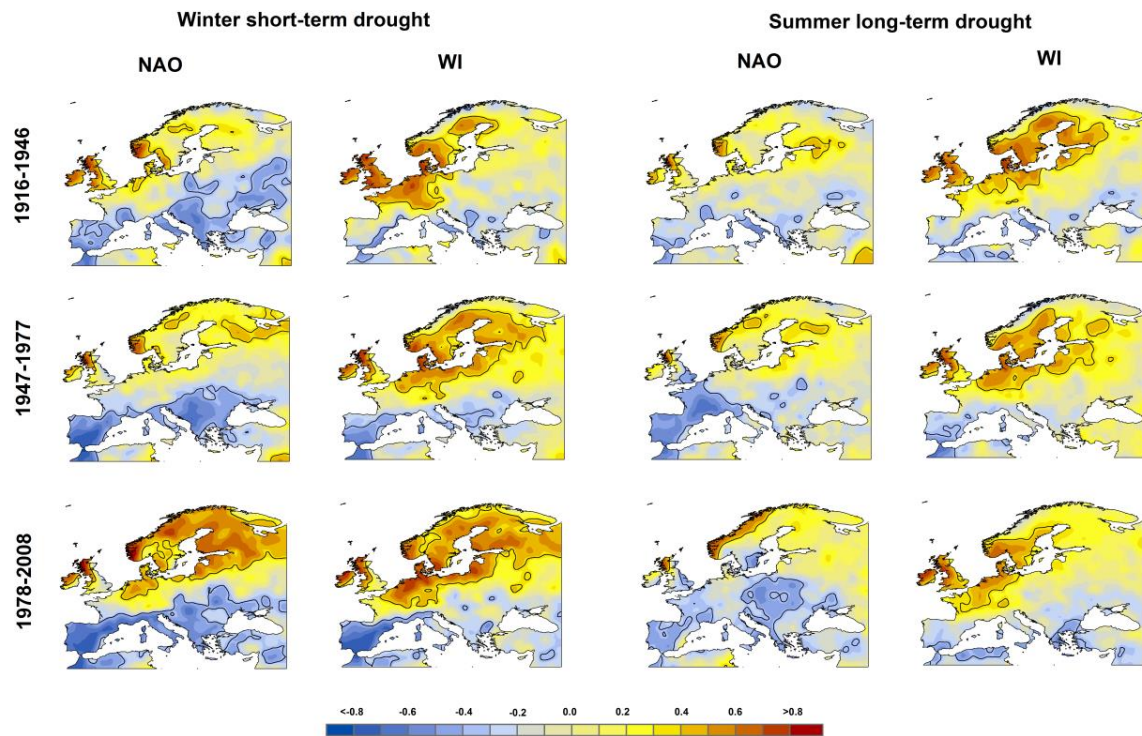 Winter short-term drought
Summer long-term drought
NAO
WI
NAO
WI
1916-1946
1947-1977
1978-2008
<-0.8 -0.6 -0.4 -0.2 0.0 0.2 0.4 0.6 >0.8